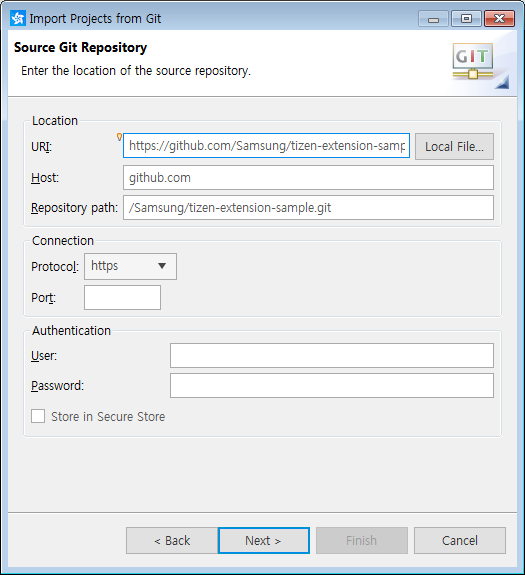 Import Projects from Git
Source Git Repository
Enter the location of the source repository.
GIT
Location
URI:
https://github.com/Samsung/tizen-extension-samp
Local File...
Host:
github.com
Repository path:
/Samsung/tizen-extension-sample.git
Connection
Protocol:
https
Port:
Authentication
User:
Password:
Store in Secure Store
< Back
Next >
Finish
Cancel